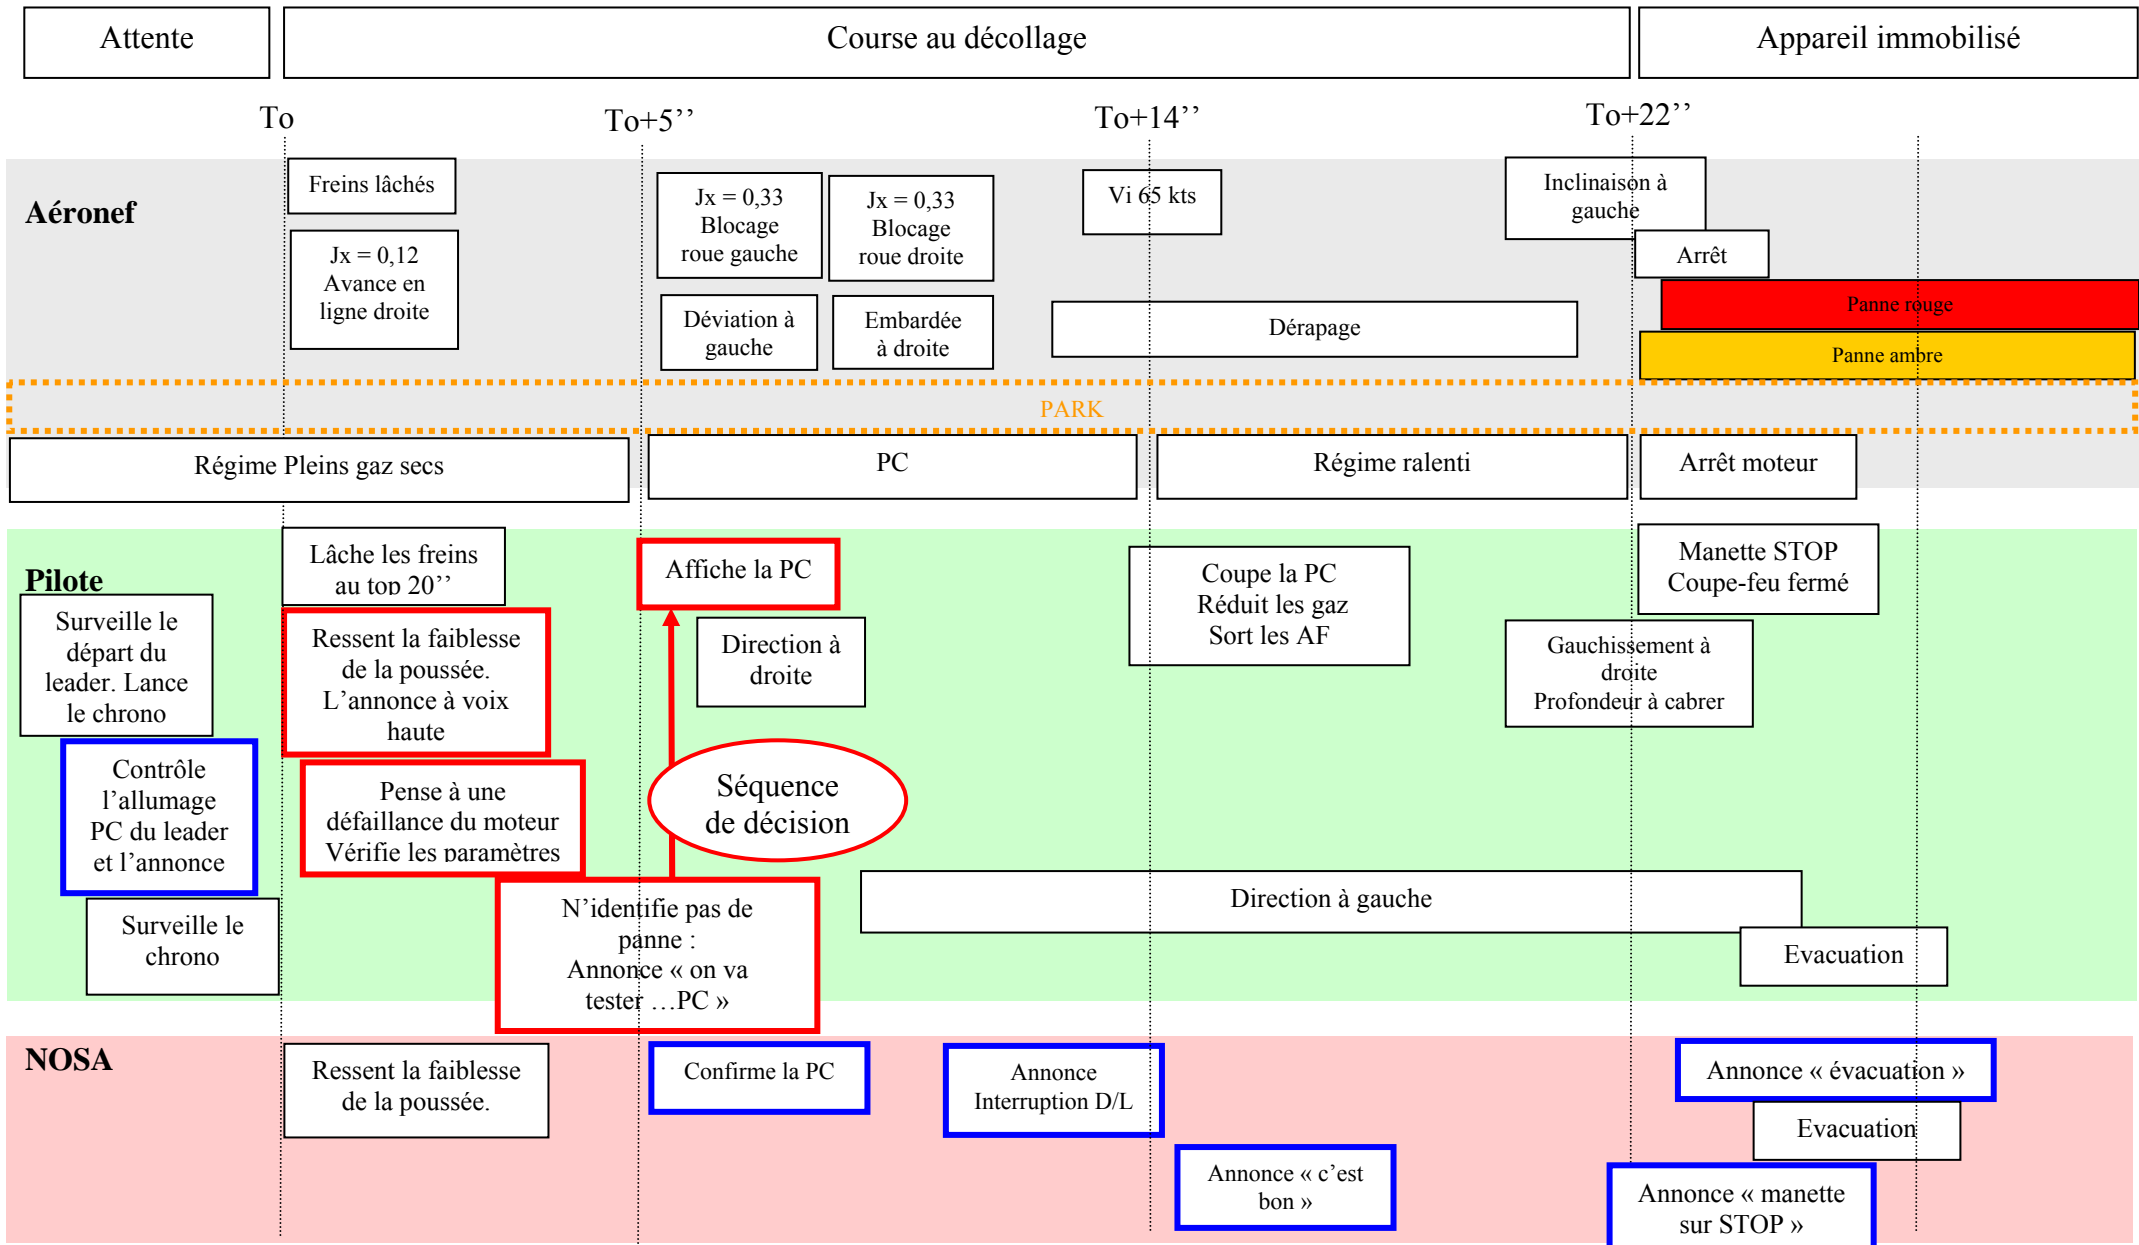 Attente
Course au décollage
Appareil immobilisé
To
To+5’’
To+14’’
To+22’’
Aéronef
Freins lâchés
Jx = 0,12
Avance en
ligne droite
Jx = 0,33
Blocage
roue gauche
Jx = 0,33
Blocage
roue droite
Déviation à
gauche
Embardée
à droite
Vi 65 kts
Dérapage
Inclinaison à
gauche
Arrêt
Panne rouge
Panne ambre
PARK
Régime Pleins gaz secs
PC
Régime ralenti
Arrêt moteur
Pilote
Surveille le
départ du
leader. Lance
le chrono
Contrôle
l’allumage
PC du leader
et l’annonce
Surveille le
chrono
Lâche les freins
au top 20’’
Ressent la faiblesse
de la poussée.
L’annonce à voix
haute
Pense à une
défaillance du moteur
Vérifie les paramètres
N’identifie pas de
panne :
Annonce « on va
tester …PC »
Affiche la PC
Direction à
droite
Séquence
de décision
Coupe la PC
Réduit les gaz
Sort les AF
Direction à gauche
Manette STOP
Coupe-feu fermé
Gauchissement à
droite
Profondeur à cabrer
Evacuation
NOSA
Ressent la faiblesse
de la poussée.
Confirme la PC
Annonce
Interruption D/L
Annonce « c’est
bon »
Annonce « évacuation »
Evacuation
Annonce « manette
sur STOP »